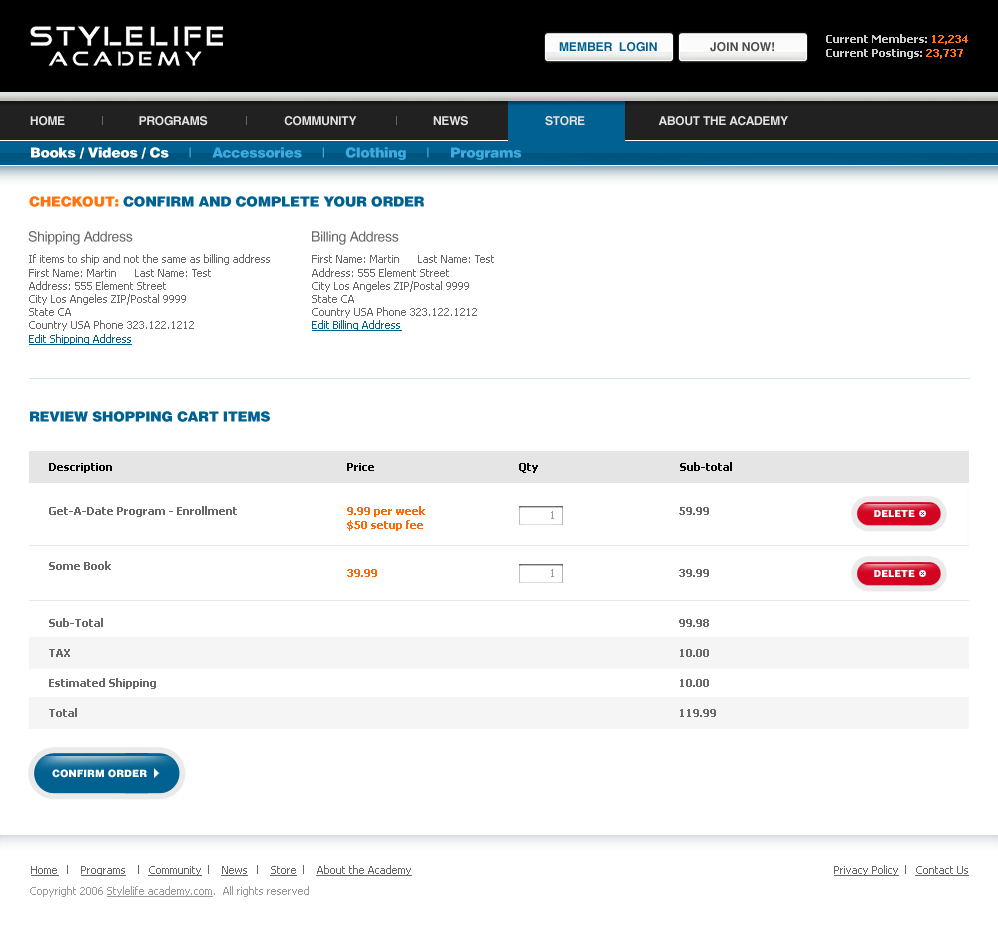 STYLELIFE
ACADEMY
MEMBER LOGIN
JOIN NOW!
Current Members: 12,234
Current Postings: 23,737
HOME | PROGRAMS | COMMUNITY | NEWS STORE ABOUT THE ACADEMY
Books / Videos / Cs | Accessories | Clothing | Programs
CHECKOUT: CONFIRM AND COMPLETE YOUR ORDER
Shipping Address
If items to ship and not the same as billing address
First Name: Martin Last Name: Test
Address: 555 Element Street
City Los Angeles ZIP/Postal 9999
State CA
Country USA Phone 323.122.1212
Edit Shipping Address
Billing Address
First Name: Martin Last Name: Test
Address: 555 Element Street
City Los Angeles ZIP/Postal 9999
State CA
Country USA Phone 323.122.1212
Edit Billing Address
REVIEW SHOPPING CART ITEMS
Description Price Qty Sub-total
Get-A-Date Program - Enrollment 9.99 per week 1 59.99 DELETE
$50 setup fee
Some Book 39.99 1 39.99 DELETE
Sub-Total 99.98
TAX 10.00
Estimated Shipping 10.00
Total 119.99
CONFIRM ORDER
Home | Programs | Community | News | Store | About the Academy
Privacy Policy | Contact Us
Copyright 2006 Stylelife academy.com. All rights reserved